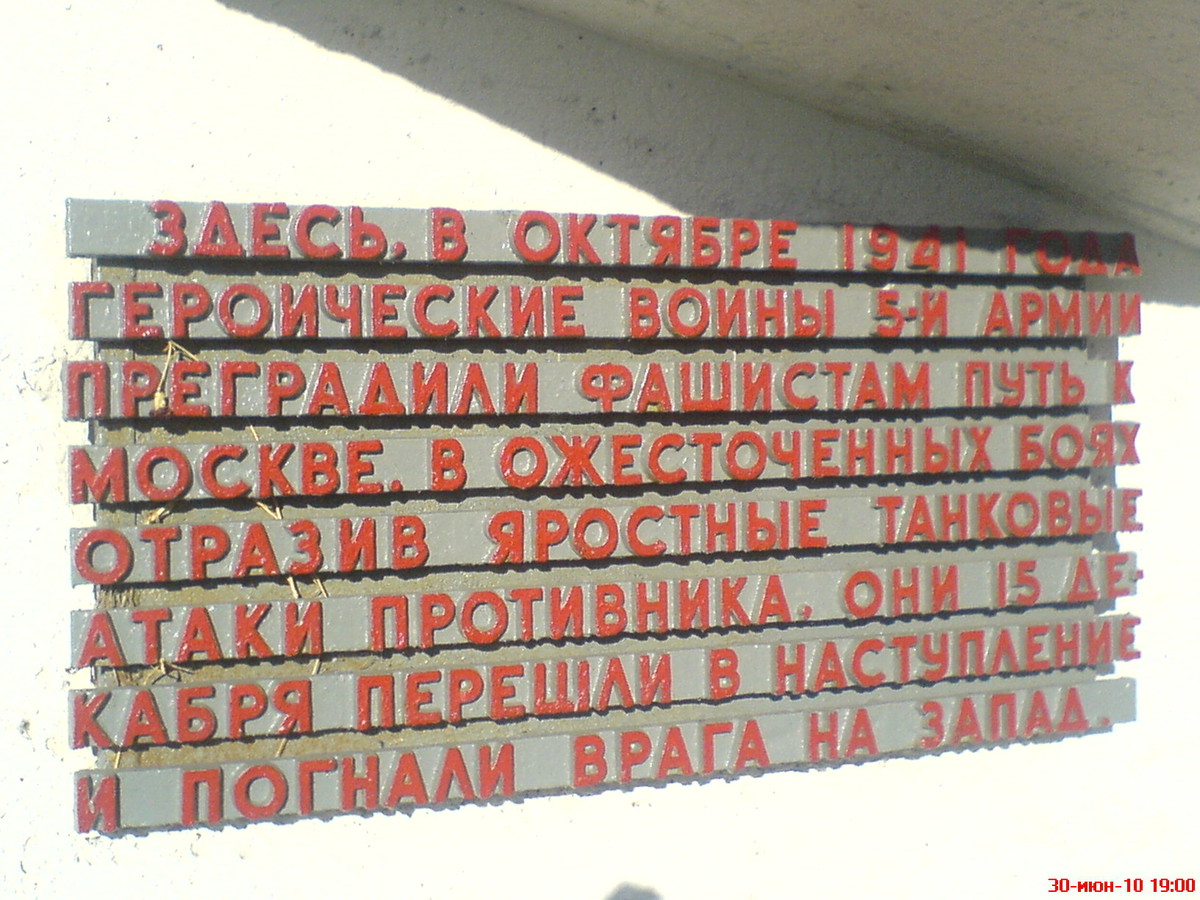 ЗДЕСЬ, В ОКТЯБРЕ 1941 ГОДА
ГЕРОИЧЕСКИЕ ВОИНЫ 5-Й АРМИИ
ПРЕГРАДИЛИ ФАШИСТАМ ПУТЬ К
МОСКВЕ. В ОЖЕСТОЧЕННЫХ БОЯХ
ОТРАЗИВ ЯРОСТНЫЕ ТАНКОВЫЕ
АТАКИ ПРОТИВНИКА, ОНИ 15 ДЕ-
КАБРЯ ПЕРЕШЛИ В НАСТУПЛЕНИЕ
И ПОГНАЛИ ВРАГА НА ЗАПАД.
30-июн-10 19:00